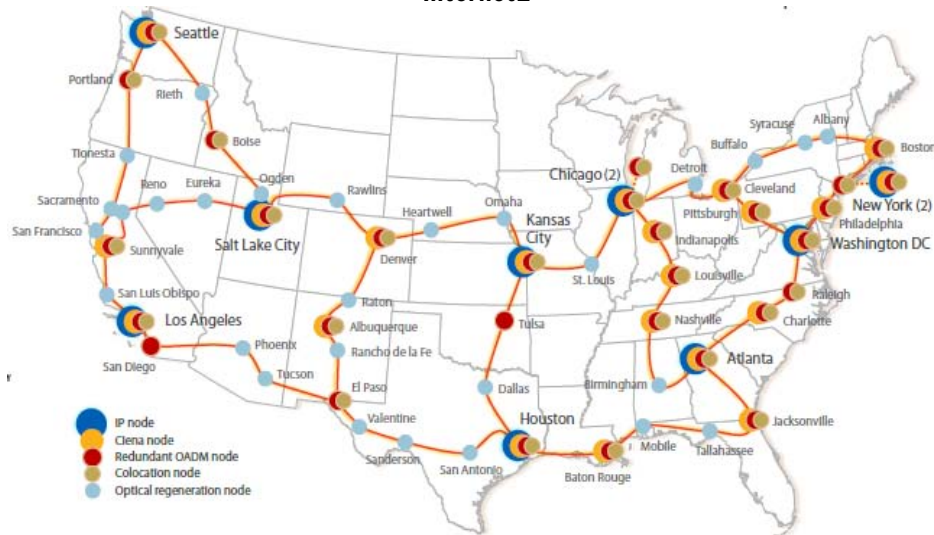 Internet2
Seattle
Portland
Rieth
Boise
Tionesta
Reno
Eureka
Ogden
Rawlins
Sacramento
San Francisco
Sunnyvale
Salt Lake City
Heartwell
Omaha
Kansas
City
Denver
St. Louis
San Luis Obispo
Los Angeles
Raton
Albuquerque
Tulsa
San Diego
Phoenix
Rancho de la Fe
Tucson
El Paso
Dallas
Valentine
Sanderson
San Antonio
Houston
Baton Rouge
Mobile
Tallahassee
Jacksonville
Birmingham
Atlanta
Nashville
Charlotte
Raleigh
Louisville
Indianapolis
Chicago (2)
Detroit
Cleveland
Pittsburgh
Buffalo
Syracuse
Albany
Boston
New York (2)
Philadelphia
Washington DC
IP node
Ciena node
Redundant OADM node
Colocation node
Optical regeneration node